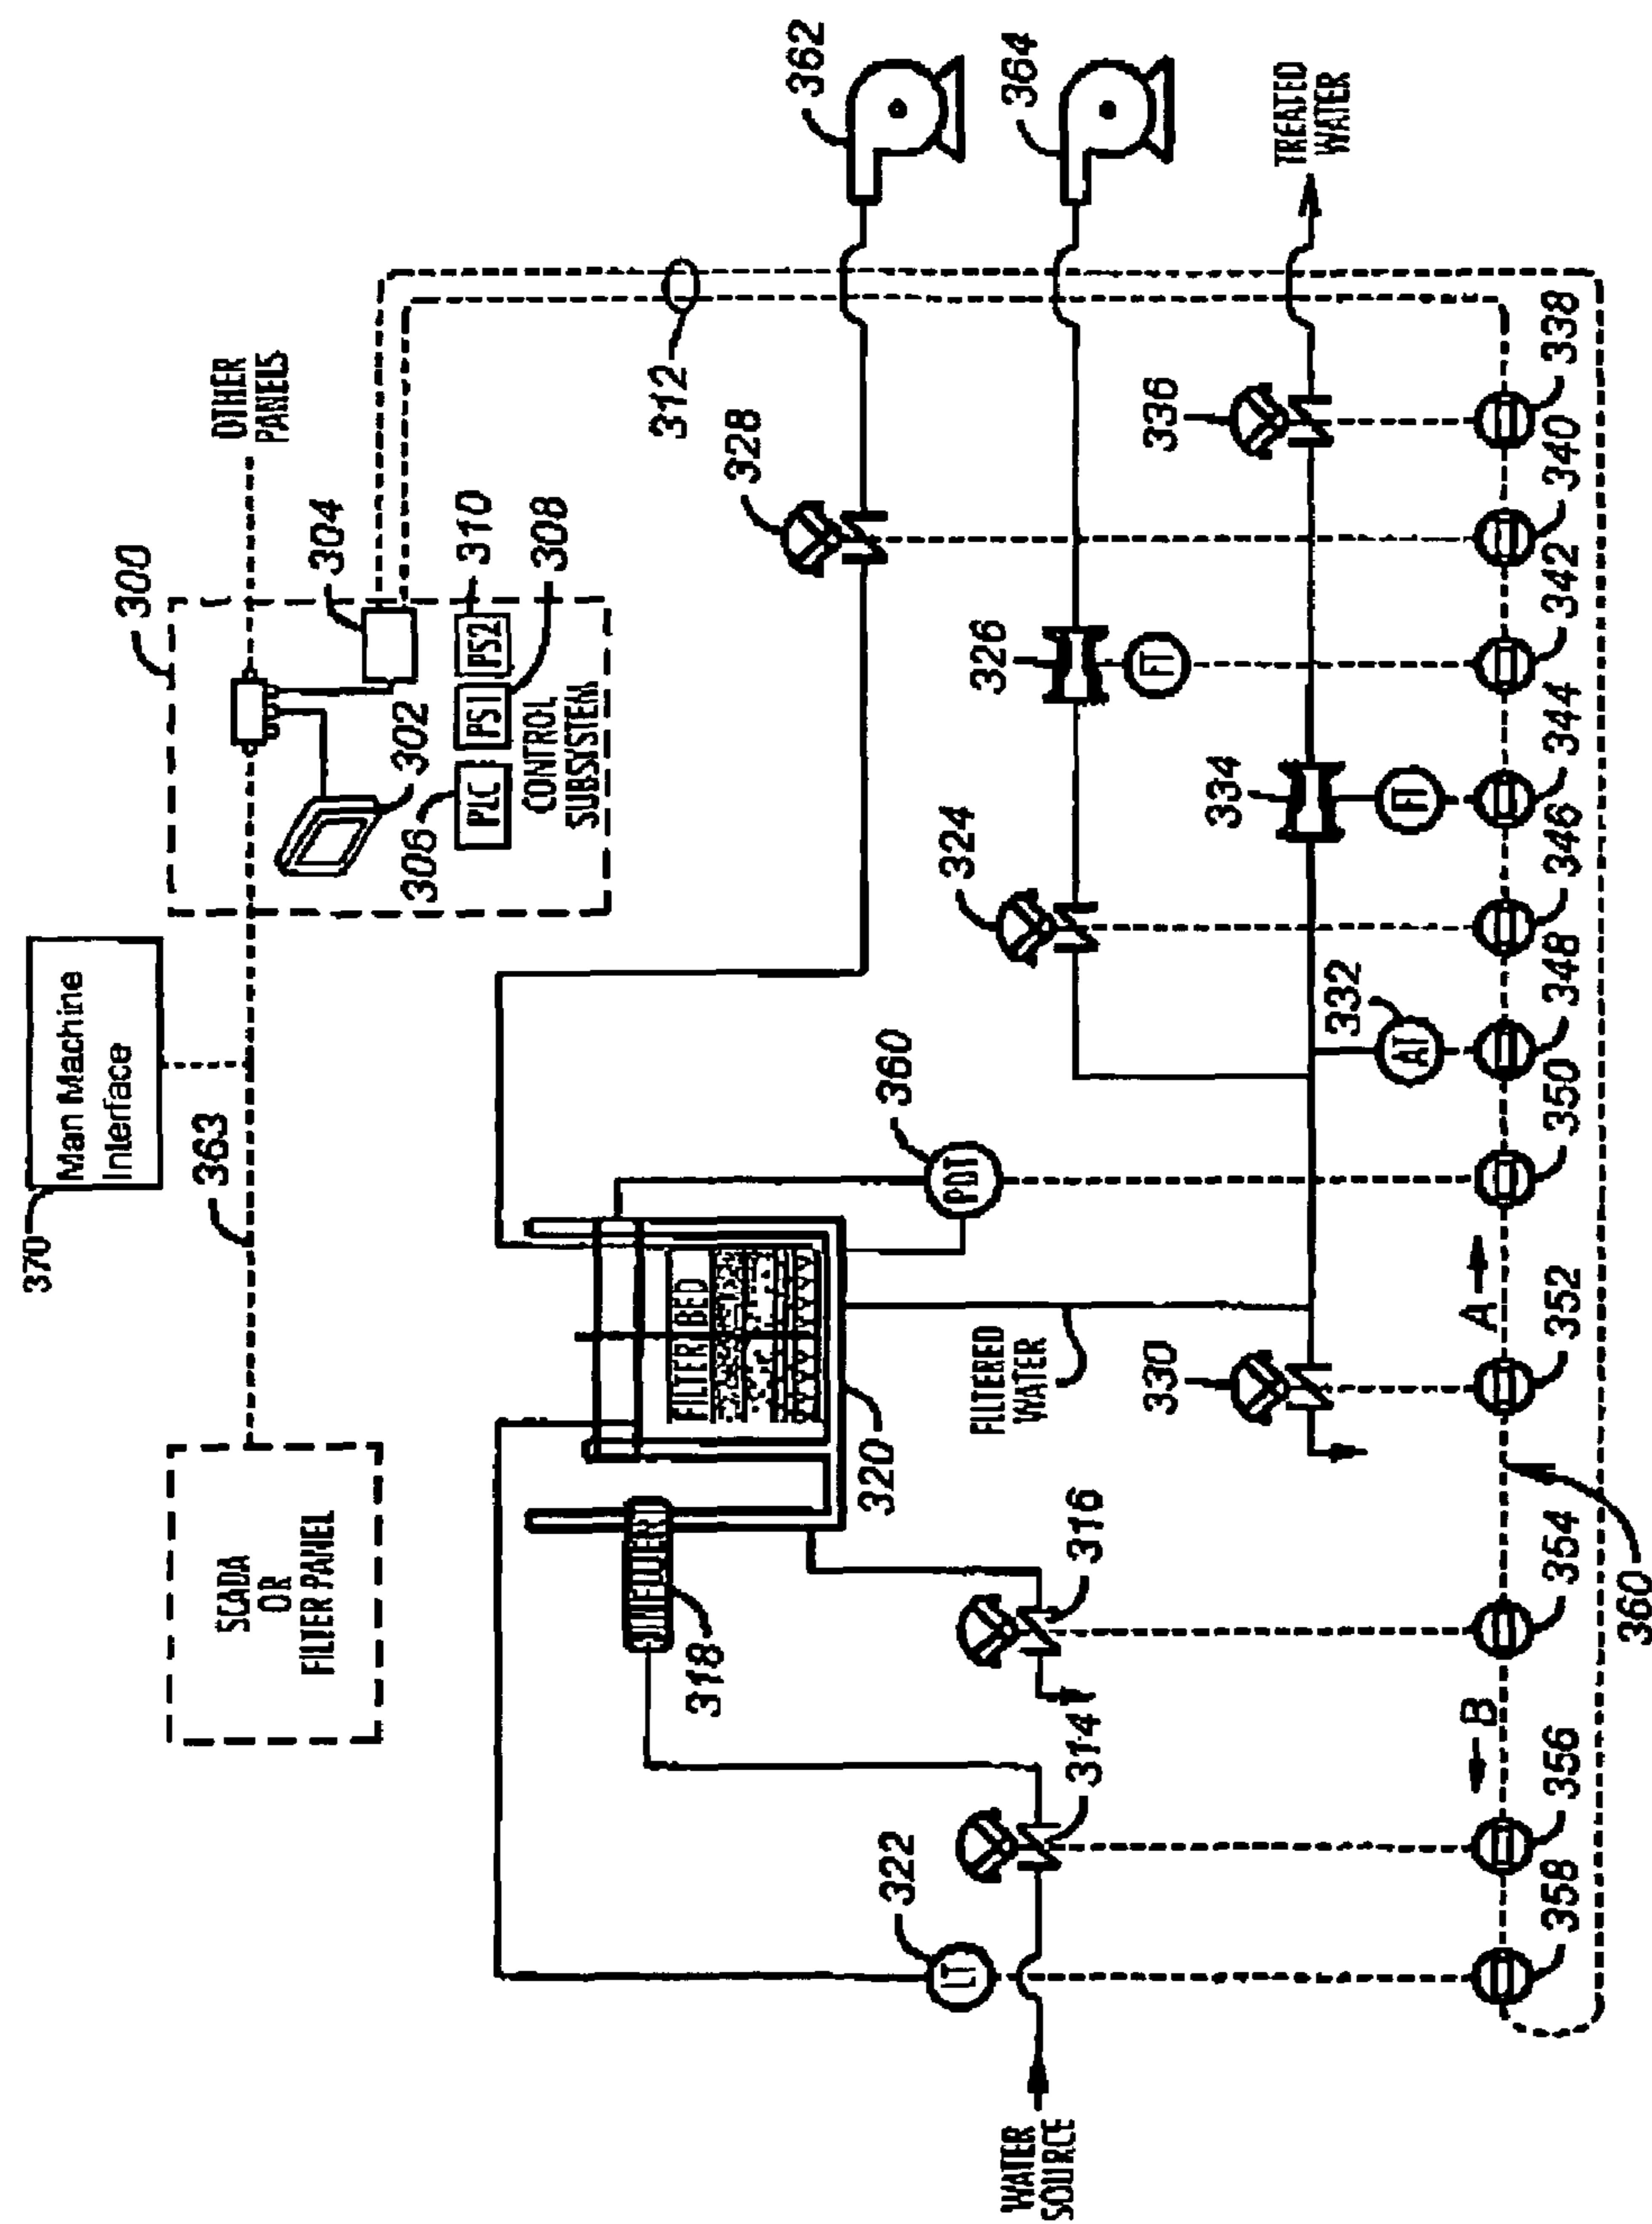 370
Man Machine
Interface
363
SCADA
OR
FILTER PANEL
OTHER
PANELS
300
304
302
306
PLC
PS1
PS2
310
308
CONTROL
SUBSYSTEM
312
362
364
328
318
FILTER BED
320
360
PDT
326
FT
324
322
LT
314
316
FILTERED
WATER
330
332
AT
334
336
TREATED
WATER
WATER
SOURCE
A
B
360
358
356
354
352
350
348
346
344
342
340
338